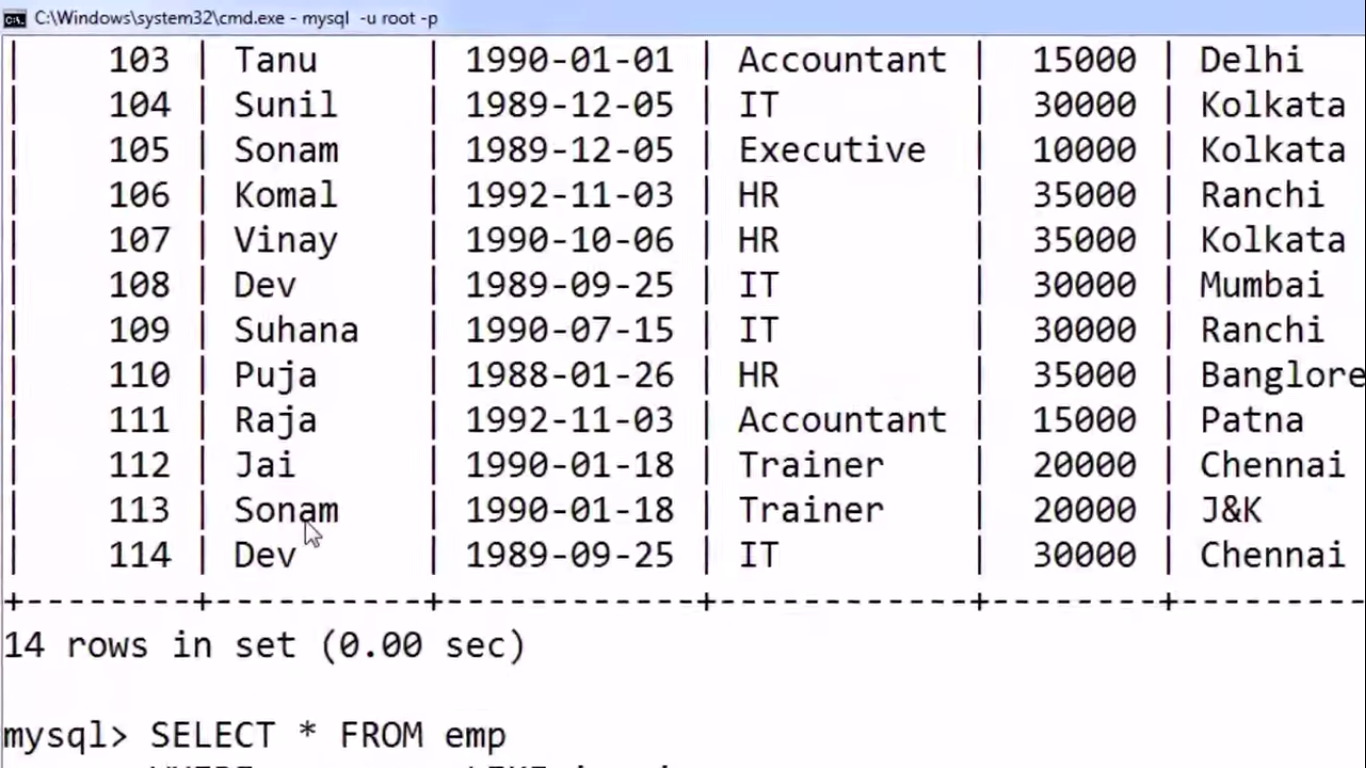 C:\Windows\system32\cmd.exe - mysql -u root -p
| 103 | Tanu | 1990-01-01 | Accountant | 15000 | Delhi
| 104 | Sunil | 1989-12-05 | IT | 30000 | Kolkata
| 105 | Sonam | 1989-12-05 | Executive | 10000 | Kolkata
| 106 | Komal | 1992-11-03 | HR | 35000 | Ranchi
| 107 | Vinay | 1990-10-06 | HR | 35000 | Kolkata
| 108 | Dev | 1989-09-25 | IT | 30000 | Mumbai
| 109 | Suhana | 1990-07-15 | IT | 30000 | Ranchi
| 110 | Puja | 1988-01-26 | HR | 35000 | Banglore
| 111 | Raja | 1992-11-03 | Accountant | 15000 | Patna
| 112 | Jai | 1990-01-18 | Trainer | 20000 | Chennai
| 113 | Sonam | 1990-01-18 | Trainer | 20000 | J&K
| 114 | Dev | 1989-09-25 | IT | 30000 | Chennai
14 rows in set (0.00 sec)
mysql> SELECT * FROM emp